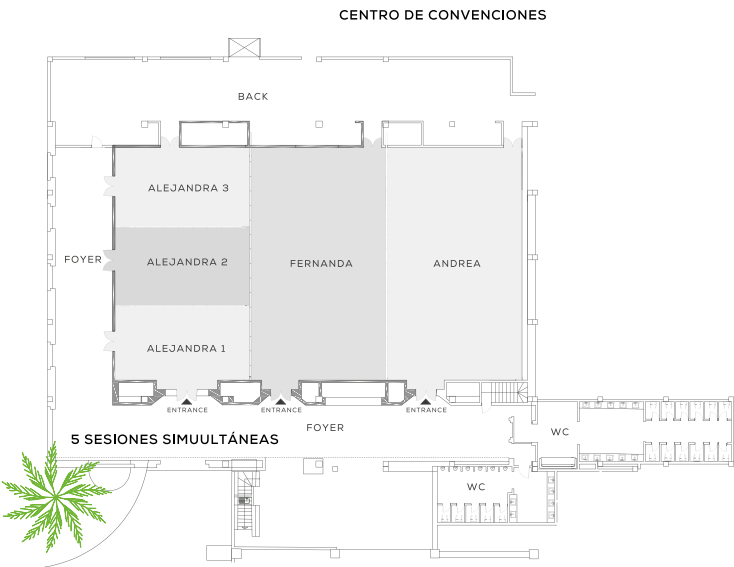 CENTRO DE CONVENCIONES
BACK
ALEJANDRA 3
FOYER
ALEJANDRA 2
FERNANDA
ANDREA
ALEJANDRA 1
ENTRANCE
ENTRANCE
ENTRANCE
FOYER
WC
5 SESIONES SIMUULTÁNEAS
WC